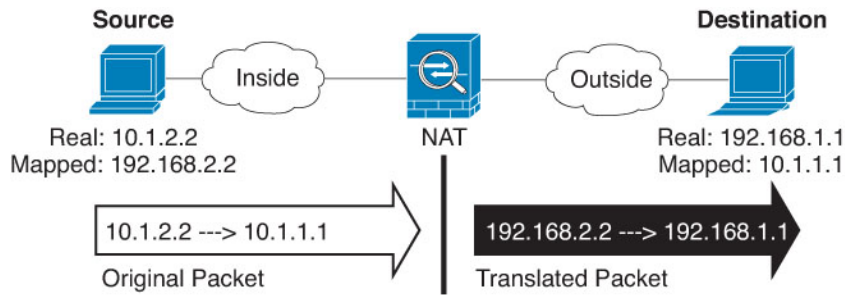 Source
Destination
Inside
Outside
Real: 10.1.2.2
Mapped: 192.168.2.2
NAT
Real: 192.168.1.1
Mapped: 10.1.1.1
10.1.2.2 ---> 10.1.1.1
192.168.2.2 ---> 192.168.1.1
Original Packet
Translated Packet